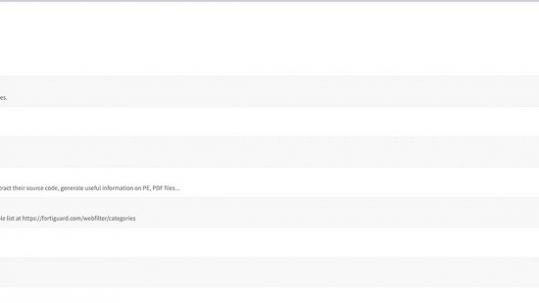 es.
tract their source code, generate useful information on PE, PDF files...
le list at https://fortiguard.com/webfilter/categories